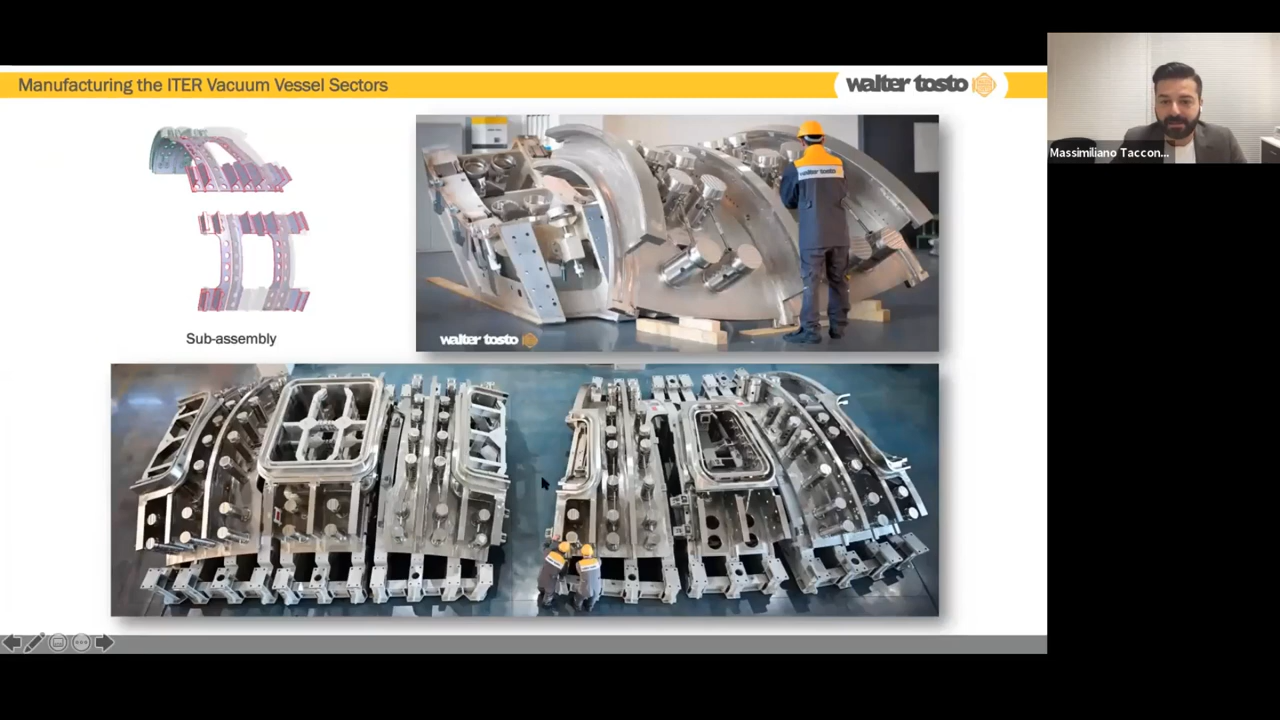 Manufacturing the ITER Vacuum Vessel Sectors
walter tosto
Massimiliano Taccon...
walter tosto
Sub-assembly
walter tosto